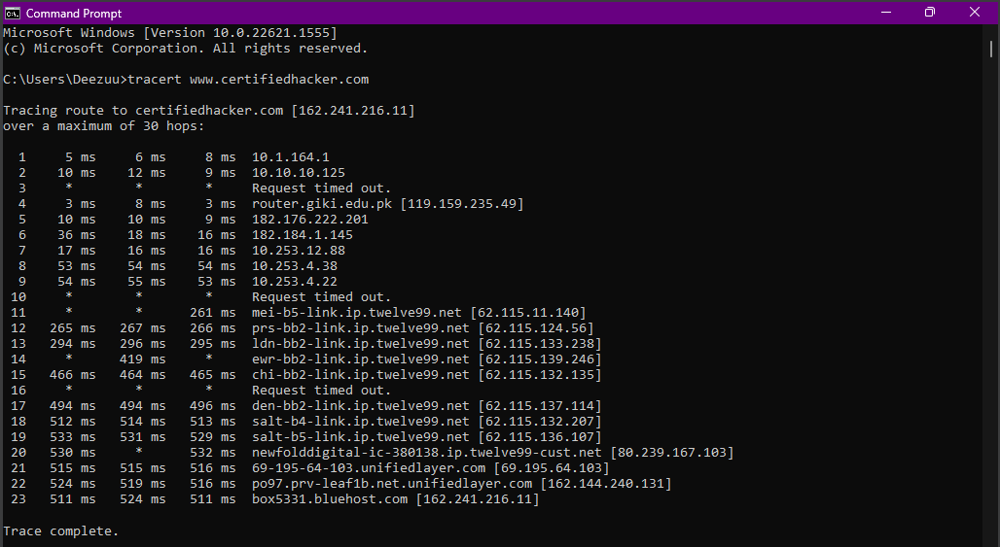 Command Prompt
Microsoft Windows [Version 10.0.22621.1555]
(c) Microsoft Corporation. All rights reserved.
C:\Users\Deezuu>tracert www.certifiedhacker.com
Tracing route to certifiedhacker.com [162.241.216.11]
over a maximum of 30 hops:
1 5 ms 6 ms 8 ms 10.1.164.1
2 10 ms 12 ms 9 ms 10.10.10.125
3 * * * Request timed out.
4 3 ms 8 ms 3 ms router.giki.edu.pk [119.159.235.49]
5 10 ms 10 ms 9 ms 182.176.222.201
6 36 ms 18 ms 16 ms 182.184.1.145
7 17 ms 16 ms 16 ms 10.253.12.88
8 53 ms 54 ms 54 ms 10.253.4.38
9 54 ms 55 ms 53 ms 10.253.4.22
10 * * * Request timed out.
11 * * 261 ms mei-b5-link.ip.twelve99.net [62.115.11.140]
12 265 ms 267 ms 266 ms prs-bb2-link.ip.twelve99.net [62.115.124.56]
13 294 ms 296 ms 295 ms ldn-bb2-link.ip.twelve99.net [62.115.133.238]
14 * 419 ms * ewr-bb2-link.ip.twelve99.net [62.115.139.246]
15 466 ms 464 ms 465 ms chi-bb2-link.ip.twelve99.net [62.115.132.135]
16 * * * Request timed out.
17 494 ms 494 ms 496 ms den-bb2-link.ip.twelve99.net [62.115.137.114]
18 512 ms 514 ms 513 ms salt-b4-link.ip.twelve99.net [62.115.132.207]
19 533 ms 531 ms 529 ms salt-b5-link.ip.twelve99.net [62.115.136.107]
20 530 ms * 532 ms newfolddigital-ic-380138.ip.twelve99-cust.net [80.239.167.103]
21 515 ms 515 ms 516 ms 69-195-64-103.unifiedlayer.com [69.195.64.103]
22 524 ms 519 ms 516 ms po97.prv-leaf1b.net.unifiedlayer.com [162.144.240.131]
23 511 ms 524 ms 511 ms box5331.bluehost.com [162.241.216.11]
Trace complete.